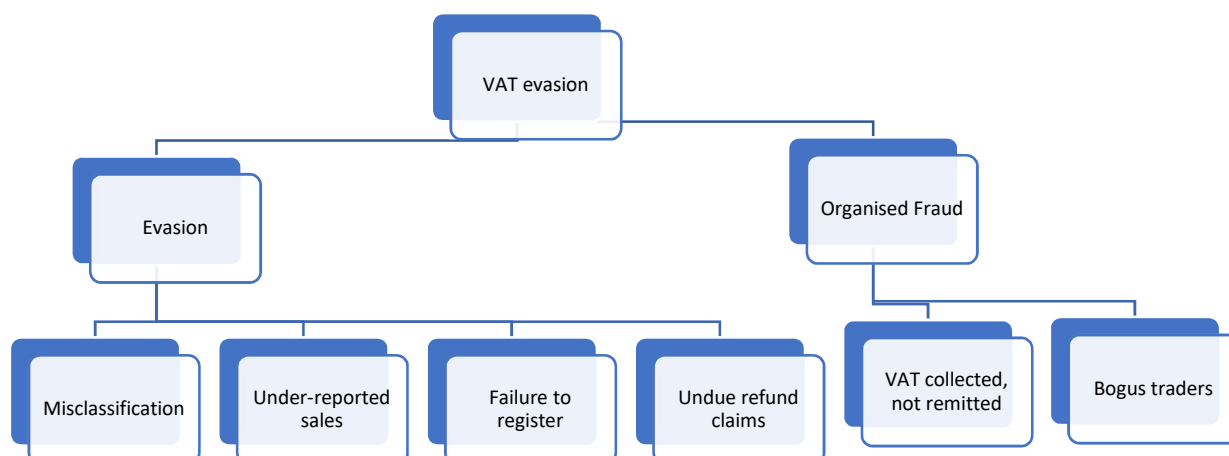 VAT evasion
Evasion
Organised Fraud
Misclassification
Under-reported
sales
Failure to
register
Undue refund
claims
VAT collected,
not remitted
Bogus traders